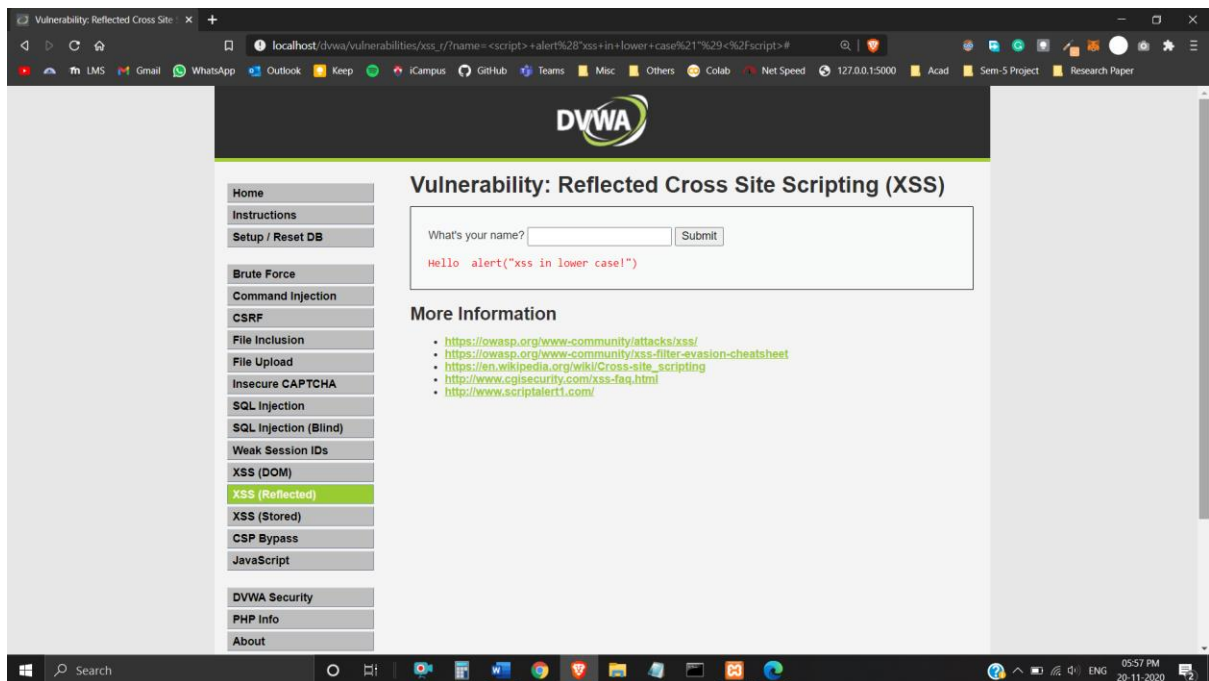 Vulnerability: Reflected Cross Site
localhost/dvwa/vulnerabilities/xss_r/?name=<script>+alert%28"xss+in+lower+case%21"%29<%2Fscript>#
LMS Gmail WhatsApp Outlook Keep iCampus GitHub Teams Misc Others Colab Net Speed 127.0.0.1:5000 Acad Sem-5 Project Research Paper
DVWA
Home
Instructions
Setup / Reset DB
Brute Force
Command Injection
CSRF
File Inclusion
File Upload
Insecure CAPTCHA
SQL Injection
SQL Injection (Blind)
Weak Session IDs
XSS (DOM)
XSS (Reflected)
XSS (Stored)
CSP Bypass
JavaScript
DVWA Security
PHP Info
About
Vulnerability: Reflected Cross Site Scripting (XSS)
What's your name? Submit
Hello  alert("xss in lower case!")
More Information
https://owasp.org/www-community/attacks/xss/
https://owasp.org/www-community/xss-filter-evasion-cheatsheet
https://en.wikipedia.org/wiki/Cross-site_scripting
http://www.cgisecurity.com/xss-faq.html
http://www.scriptalert1.com/
Search
ENG
05:57 PM
20-11-2020